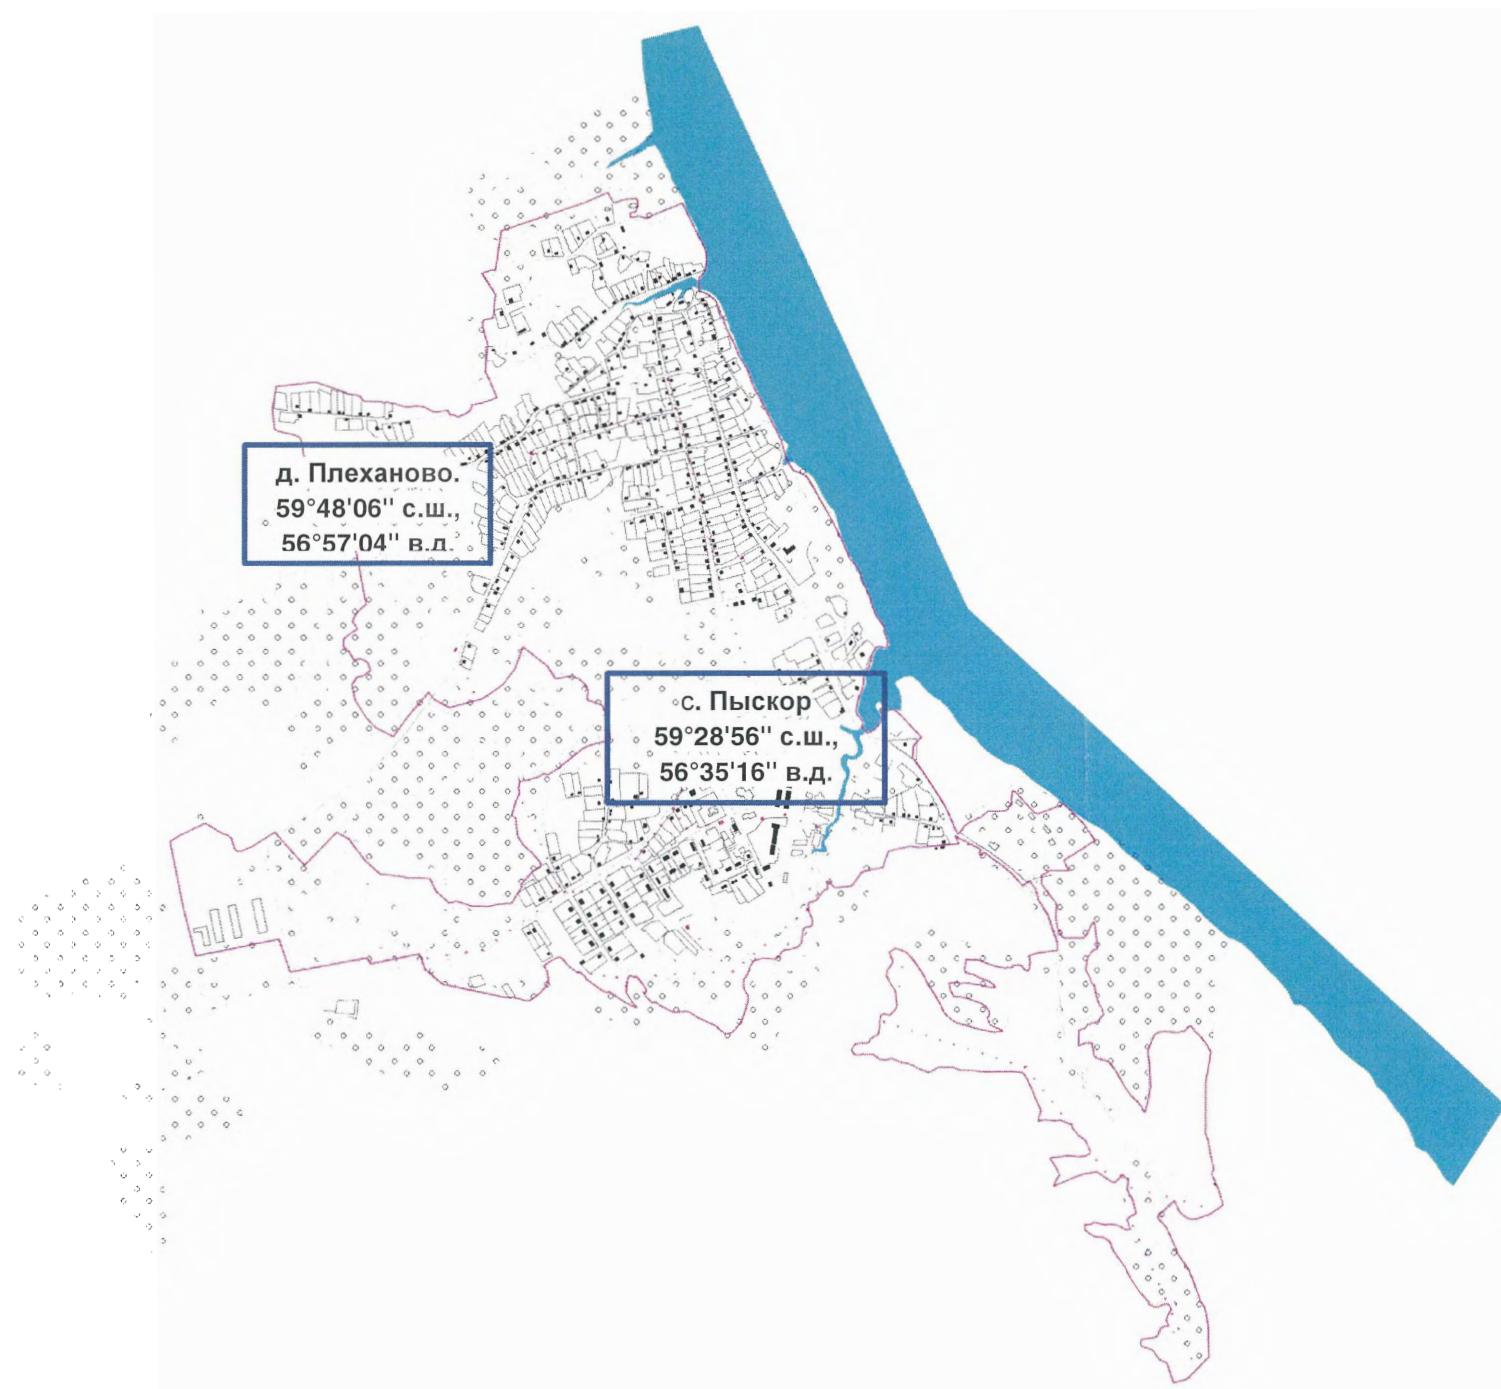 д. Плеханово.
59°48'06'' с.ш.,
56°57'04'' в.д.
с. Пыскор
59°28'56'' с.ш.,
56°35'16'' в.д.